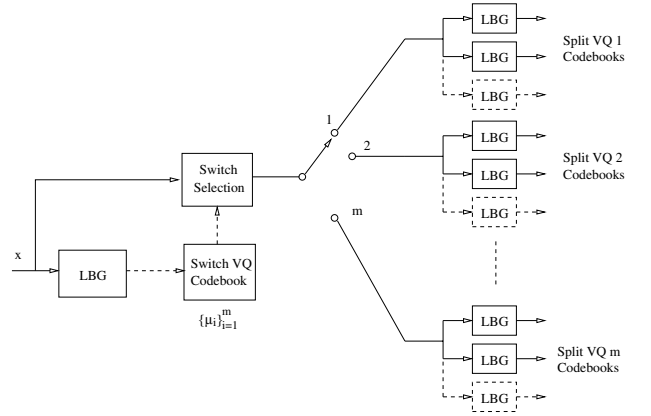 LBG
LBG
LBG
Split VQ 1
Codebooks
1
2
LBG
LBG
LBG
Split VQ 2
Codebooks
Switch
Selection
m
x
LBG
Switch VQ
Codebook
{μᵢ}ᵐᵢ₌₁
LBG
LBG
LBG
Split VQ m
Codebooks